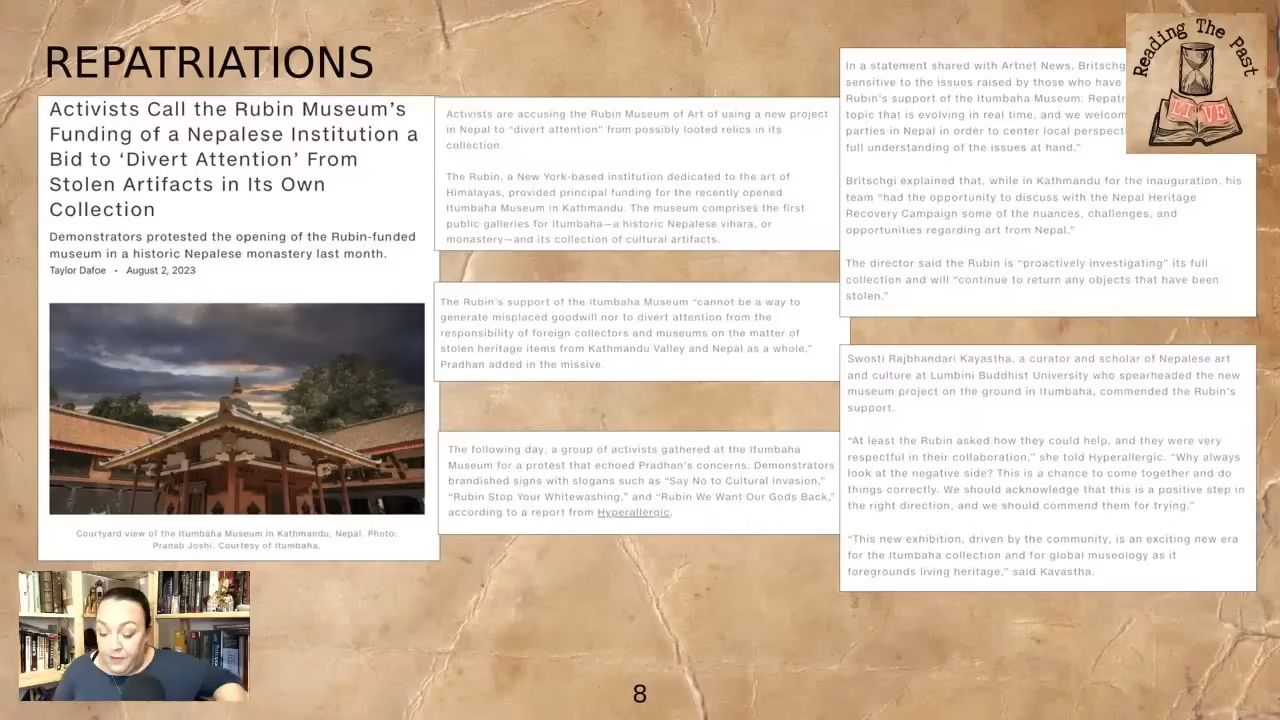 REPATRIATIONS
Activists Call the Rubin Museum’s
Funding of a Nepalese Institution a
Bid to ‘Divert Attention’ From
Stolen Artifacts in Its Own
Collection
Demonstrators protested the opening of the Rubin-funded
museum in a historic Nepalese monastery last month.
Taylor Dafoe • August 2, 2023
Courtyard view of the Itumbaha Museum in Kathmandu, Nepal. Photo:
Pranab Joshi. Courtesy of Itumbaha.
Activists are accusing the Rubin Museum of Art of using a new project
in Nepal to “divert attention” from possibly looted relics in its
collection.
The Rubin, a New York-based institution dedicated to the art of
Himalayas, provided principal funding for the recently opened
Itumbaha Museum in Kathmandu. The museum comprises the first
public galleries for Itumbaha—a historic Nepalese vihara, or
monastery—and its collection of cultural artifacts.
The Rubin’s support of the Itumbaha Museum “cannot be a way to
generate misplaced goodwill nor to divert attention from the
responsibility of foreign collectors and museums on the matter of
stolen heritage items from Kathmandu Valley and Nepal as a whole.”
Pradhan added in the missive.
The following day, a group of activists gathered at the Itumbaha
Museum for a protest that echoed Pradhan’s concerns. Demonstrators
brandished signs with slogans such as “Say No to Cultural Invasion,”
“Rubin Stop Your Whitewashing,” and “Rubin We Want Our Gods Back,”
according to a report from Hyperallergic.
In a statement shared with Artnet News, Britschg
sensitive to the issues raised by those who have
Rubin’s support of the Itumbaha Museum. Repatr
topic that is evolving in real time, and we welcom
parties in Nepal in order to center local perspect
full understanding of the issues at hand.”
Britschgi explained that, while in Kathmandu for the inauguration, his
team “had the opportunity to discuss with the Nepal Heritage
Recovery Campaign some of the nuances, challenges, and
opportunities regarding art from Nepal.”
The director said the Rubin is “proactively investigating” its full
collection and will “continue to return any objects that have been
stolen.”
Swosti Rajbhandari Kayastha, a curator and scholar of Nepalese art
and culture at Lumbini Buddhist University who spearheaded the new
museum project on the ground in Itumbaha, commended the Rubin’s
support.
“At least the Rubin asked how they could help, and they were very
respectful in their collaboration,” she told Hyperallergic. “Why always
look at the negative side? This is a chance to come together and do
things correctly. We should acknowledge that this is a positive step in
the right direction, and we should commend them for trying.”
“This new exhibition, driven by the community, is an exciting new era
for the Itumbaha collection and for global museology as it
foregrounds living heritage,” said Kayastha.
Reading The Past
LIVE
8